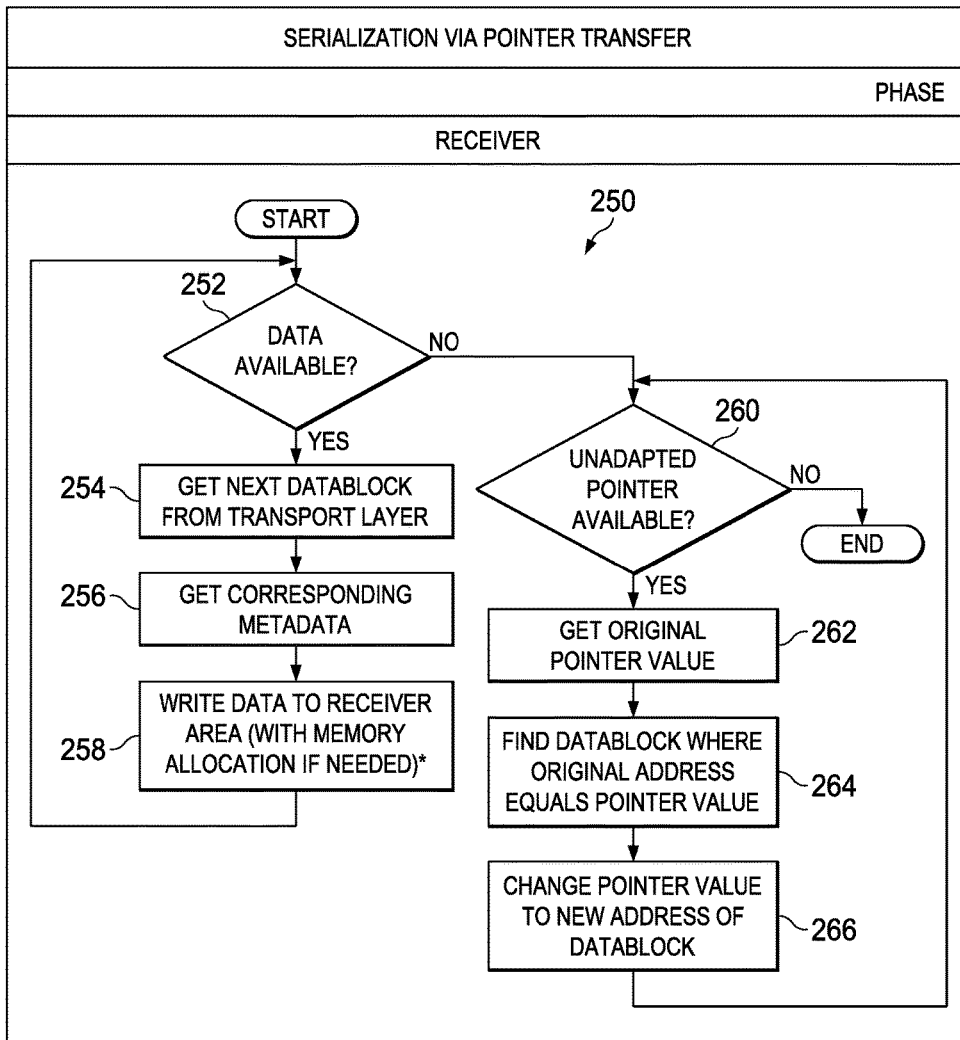 SERIALIZATION VIA POINTER TRANSFER
PHASE
RECEIVER
START
250
252
DATA
AVAILABLE?
NO
YES
254
GET NEXT DATABLOCK
FROM TRANSPORT LAYER
256
GET CORRESPONDING
METADATA
258
WRITE DATA TO RECEIVER
AREA (WITH MEMORY
ALLOCATION IF NEEDED)*
260
UNADAPTED
POINTER
AVAILABLE?
NO
END
YES
GET ORIGINAL
POINTER VALUE
262
FIND DATABLOCK WHERE
ORIGINAL ADDRESS
EQUALS POINTER VALUE
264
CHANGE POINTER VALUE
TO NEW ADDRESS OF
DATABLOCK
266